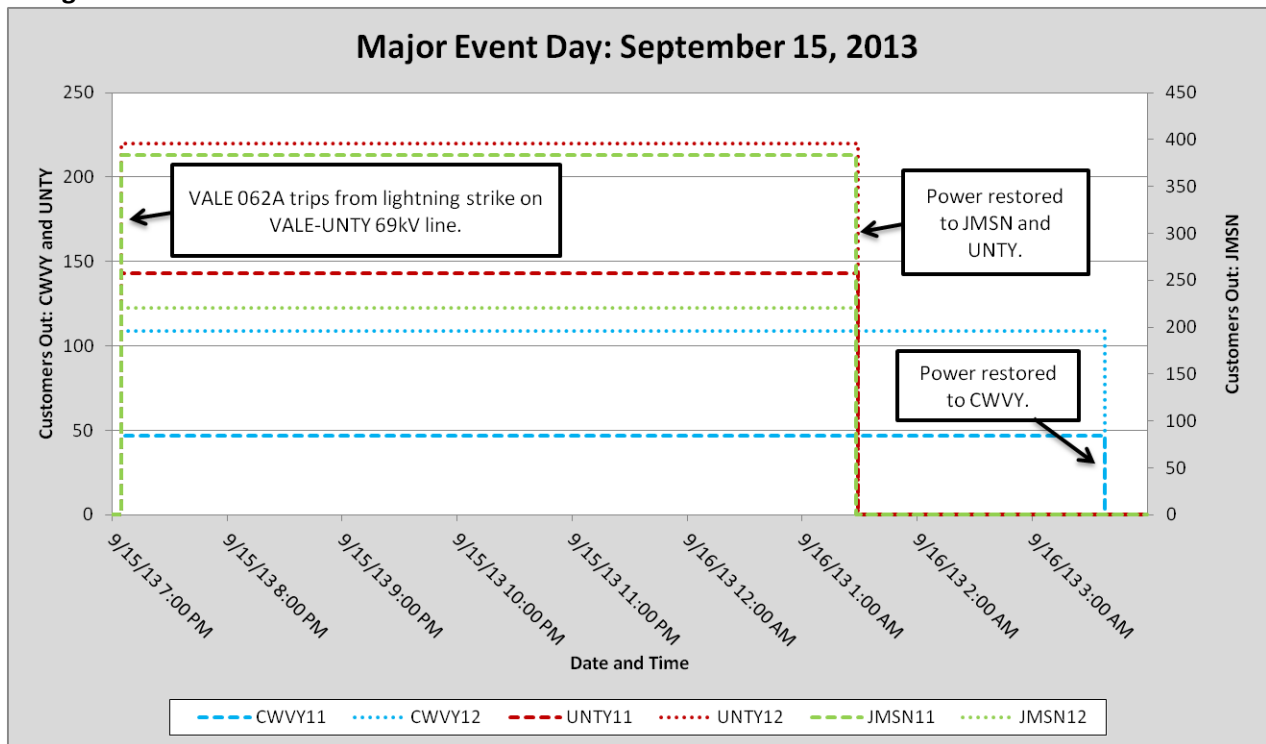 Major Event Day: September 15, 2013
250
200
150
100
50
0
Customers Out: CWVY and UNTY
450
400
350
300
250
200
150
100
50
0
Customers Out: JMSN
VALE 062A trips from lightning strike on
VALE-UNTY 69kV line.
Power restored
to JMSN and
UNTY.
Power restored
to CWVY.
9/15/13 7:00 PM
9/15/13 8:00 PM
9/15/13 9:00 PM
9/15/13 10:00 PM
9/15/13 11:00 PM
9/16/13 12:00 AM
9/16/13 1:00 AM
9/16/13 2:00 AM
9/16/13 3:00 AM
Date and Time
CWVY11
CWVY12
UNTY11
UNTY12
JMSN11
JMSN12